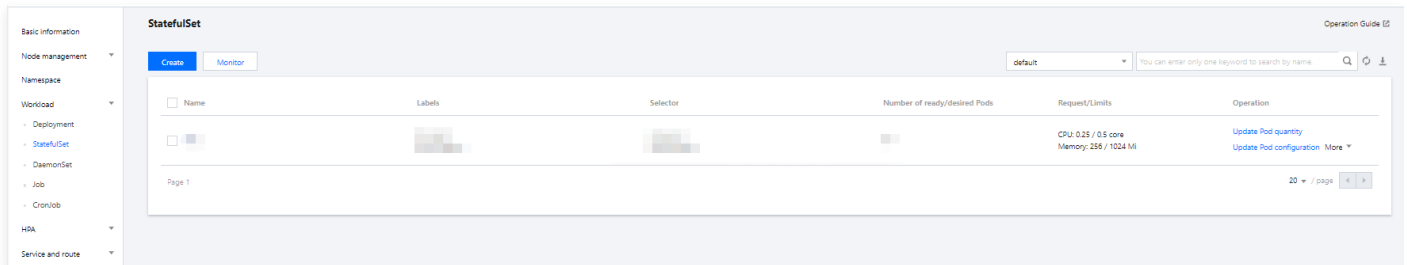 StatefulSet
Operation Guide
Basic information
Node management
Namespace
Workload
Deployment
StatefulSet
DaemonSet
Job
CronJob
HPA
Service and route
Create
Monitor
default
You can enter only one keyword to search by name.
Name
Labels
Selector
Number of ready/desired Pods
Request/Limits
Operation
CPU: 0.25 / 0.5 core
Memory: 256 / 1024 Mi
Update Pod quantity
Update Pod configuration More
Page 1
20 / page